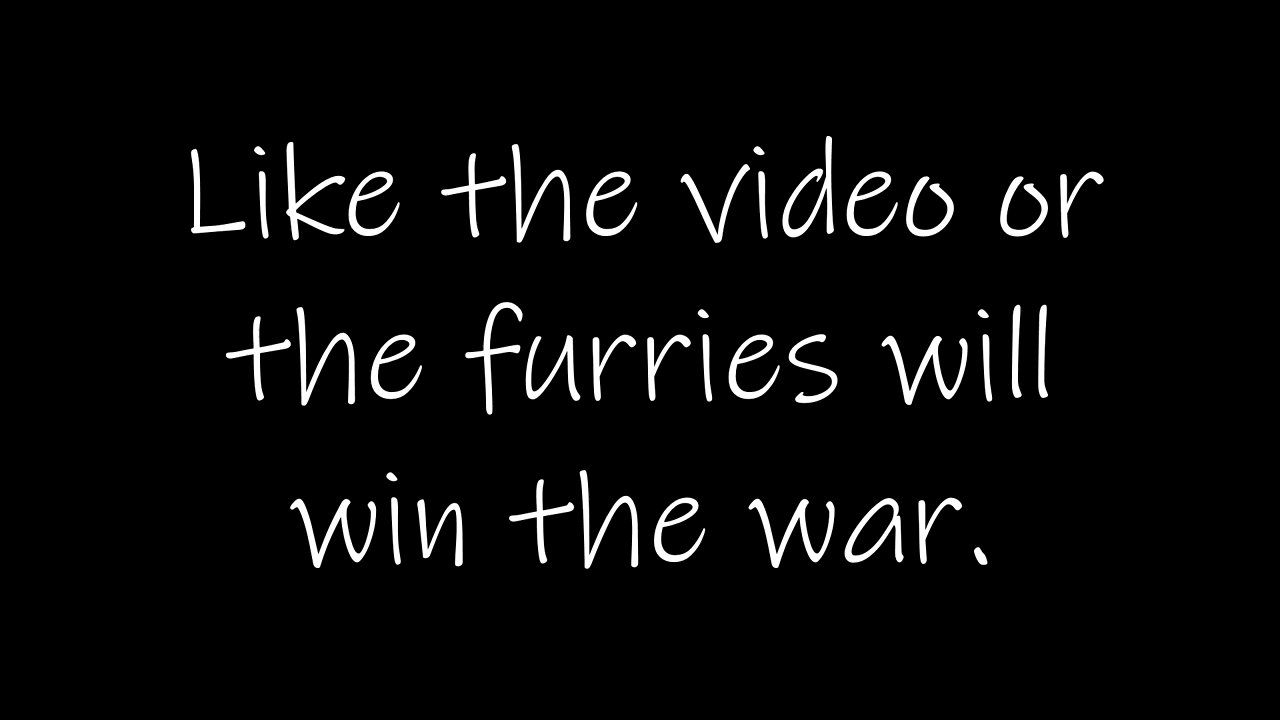 Like the video or
the furries will
win the war.